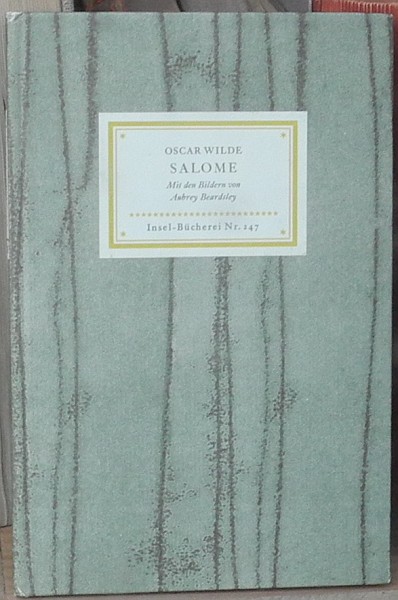 OSCAR WILDE
SALOME
Mit den Bildern von
Aubrey Beardsley
Insel-Bücherei Nr. 247